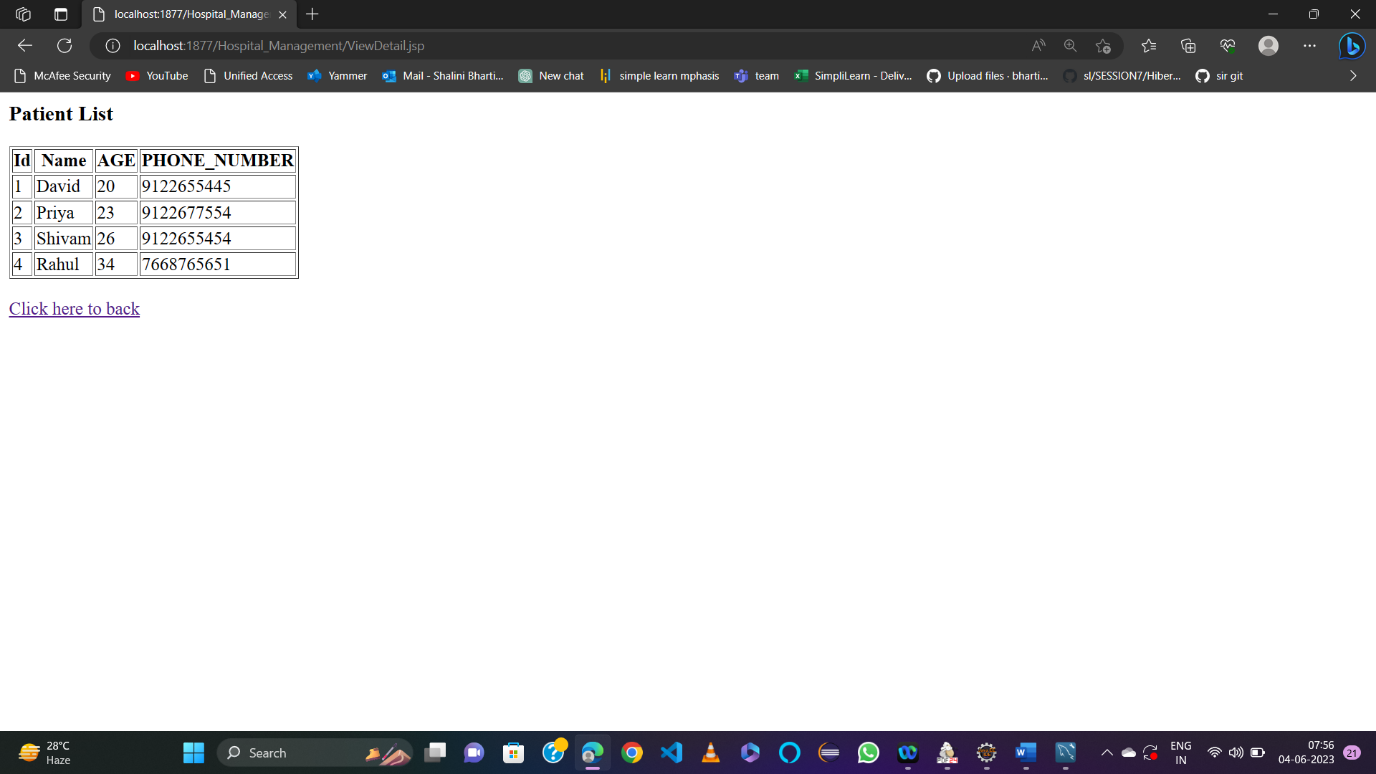 localhost:1877/Hospital_Manage
localhost:1877/Hospital_Management/ViewDetail.jsp
McAfee Security YouTube Unified Access Yammer Mail - Shalini Bharti... New chat simple learn mphasis team SimpliLearn - Deliv... Upload files · bharti... sl/SESSION7/Hiber... sir git
Patient List
Id Name AGE PHONE_NUMBER
1 David 20 9122655445
2 Priya 23 9122677554
3 Shivam 26 9122655454
4 Rahul 34 7668765651
Click here to back
28°C
Haze
Search
ENG
IN
07:56
04-06-2023
21